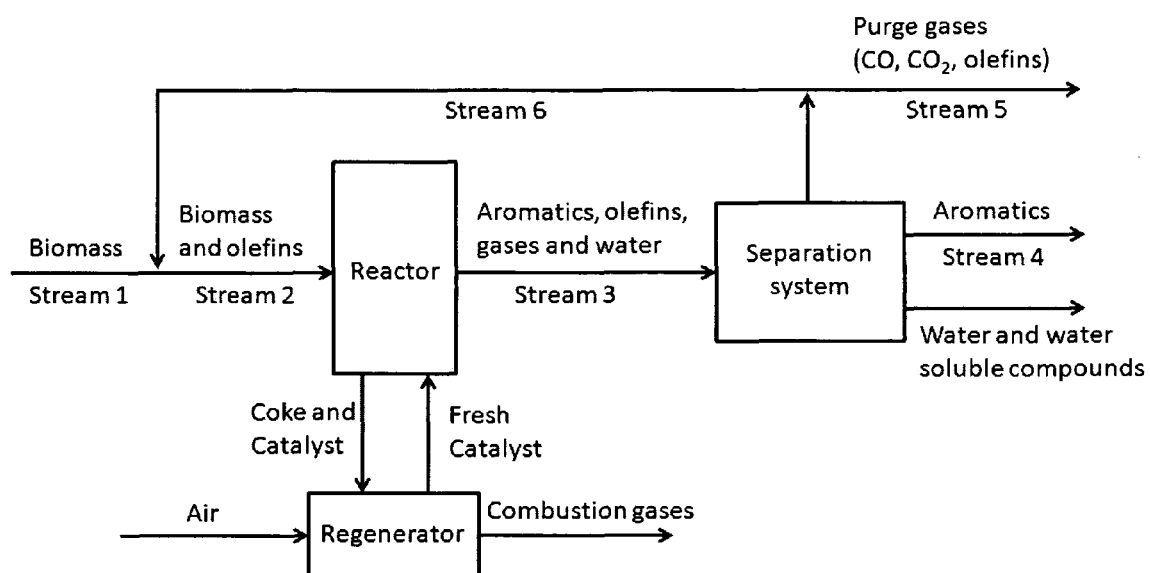 Purge gases
(CO, CO₂, olefins)
Stream 6
Stream 5
Biomass
Biomass
and olefins
Stream 1
Stream 2
Reactor
Aromatics, olefins,
gases and water
Stream 3
Separation
system
Aromatics
Stream 4
Water and water
soluble compounds
Coke and
Catalyst
Fresh
Catalyst
Air
Regenerator
Combustion gases